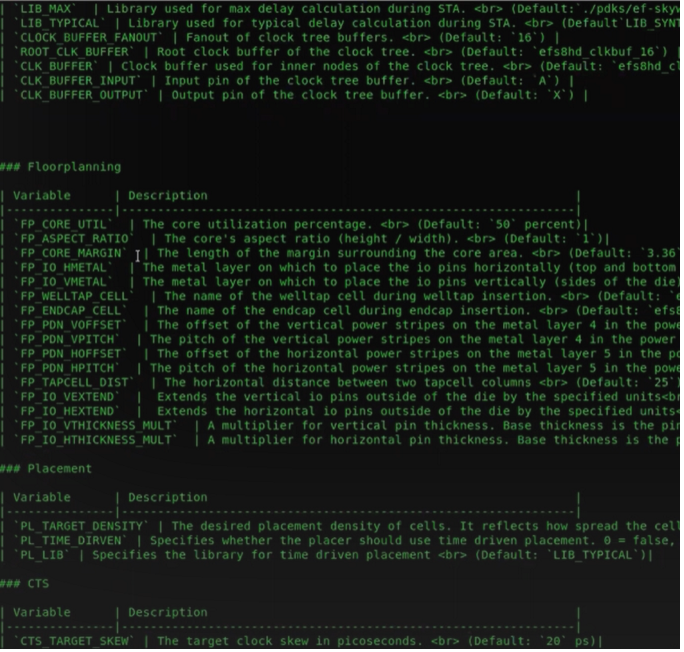 | `LIB_MAX` | Library used for max delay calculation during STA. <br> (Default:`./pdks/ef-skyw
| `LIB_TYPICAL` | Library used for typical delay calculation during STA. <br> (Default`LIB_SYNT
| `CLOCK_BUFFER_FANOUT` | Fanout of clock tree buffers. <br> (Default: `16`) |
| `ROOT_CLK_BUFFER` | Root clock buffer of the clock tree. <br> (Default: `efs8hd_clkbuf_16`) |
| `CLK_BUFFER` | Clock buffer used for inner nodes of the clock tree. <br> (Default: `efs8hd_cl
| `CLK_BUFFER_INPUT` | Input pin of the clock tree buffer. <br> (Default: `A`) |
| `CLK_BUFFER_OUTPUT` | Output pin of the clock tree buffer. <br> (Default: `X`) |
### Floorplanning
| Variable | Description |
|---------------|---------------------------------------------------------------|
| `FP_CORE_UTIL` | The core utilization percentage. <br> (Default: `50` percent)|
| `FP_ASPECT_RATIO` | The core's aspect ratio (height / width). <br> (Default: `1`)|
| `FP_CORE_MARGIN` | The length of the margin surrounding the core area. <br> (Default: `3.36`
| `FP_IO_HMETAL` | The metal layer on which to place the io pins horizontally (top and bottom
| `FP_IO_VMETAL` | The metal layer on which to place the io pins vertically (sides of the die)
| `FP_WELLTAP_CELL` | The name of the welltap cell during welltap insertion. <br> (Default: `e
| `FP_ENDCAP_CELL` | The name of the endcap cell during endcap insertion. <br> (Default: `efs8
| `FP_PDN_VOFFSET` | The offset of the vertical power stripes on the metal layer 4 in the powe
| `FP_PDN_VPITCH` | The pitch of the vertical power stripes on the metal layer 4 in the power
| `FP_PDN_HOFFSET` | The offset of the horizontal power stripes on the metal layer 5 in the po
| `FP_PDN_HPITCH` | The pitch of the horizontal power stripes on the metal layer 5 in the pow
| `FP_TAPCELL_DIST` | The horizontal distance between two tapcell columns <br> (Default: `25`)
| `FP_IO_VEXTEND` | Extends the vertical io pins outside of the die by the specified units<br
| `FP_IO_HEXTEND` | Extends the horizontal io pins outside of the die by the specified units<
| `FP_IO_VTHICKNESS_MULT` | A multiplier for vertical pin thickness. Base thickness is the pin
| `FP_IO_HTHICKNESS_MULT` | A multiplier for horizontal pin thickness. Base thickness is the p
### Placement
| Variable | Description |
|---------------|---------------------------------------------------------------|
| `PL_TARGET_DENSITY` | The desired placement density of cells. It reflects how spread the cell
| `PL_TIME_DIRVEN` | Specifies whether the placer should use time driven placement. 0 = false,
| `PL_LIB` | Specifies the library for time driven placement <br> (Default: `LIB_TYPICAL`)|
### CTS
| Variable | Description |
|---------------|---------------------------------------------------------------|
| `CTS_TARGET_SKEW` | The target clock skew in picoseconds. <br> (Default: `20` ps)|